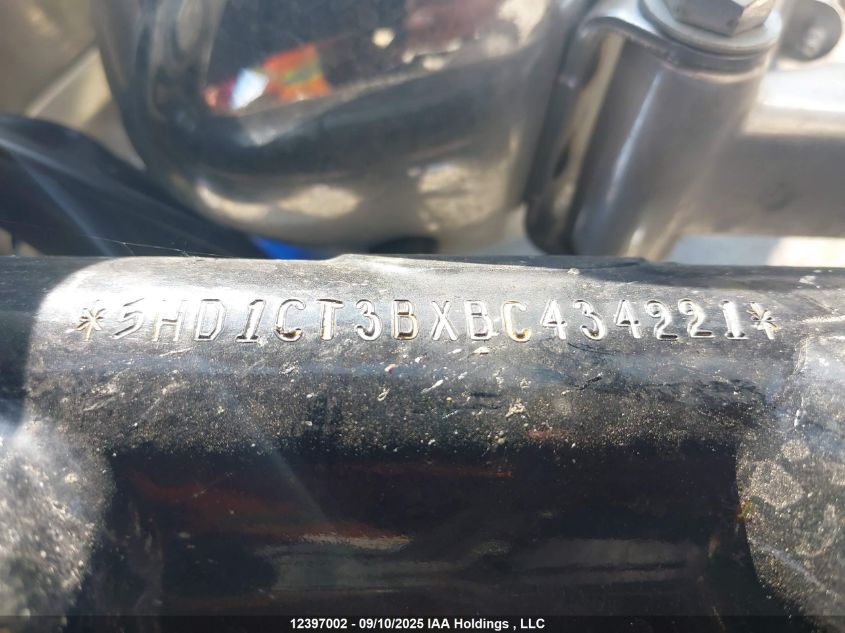 *5HD1CT3BXBC434221*
12397002 - 09/10/2025 IAA Holdings , LLC